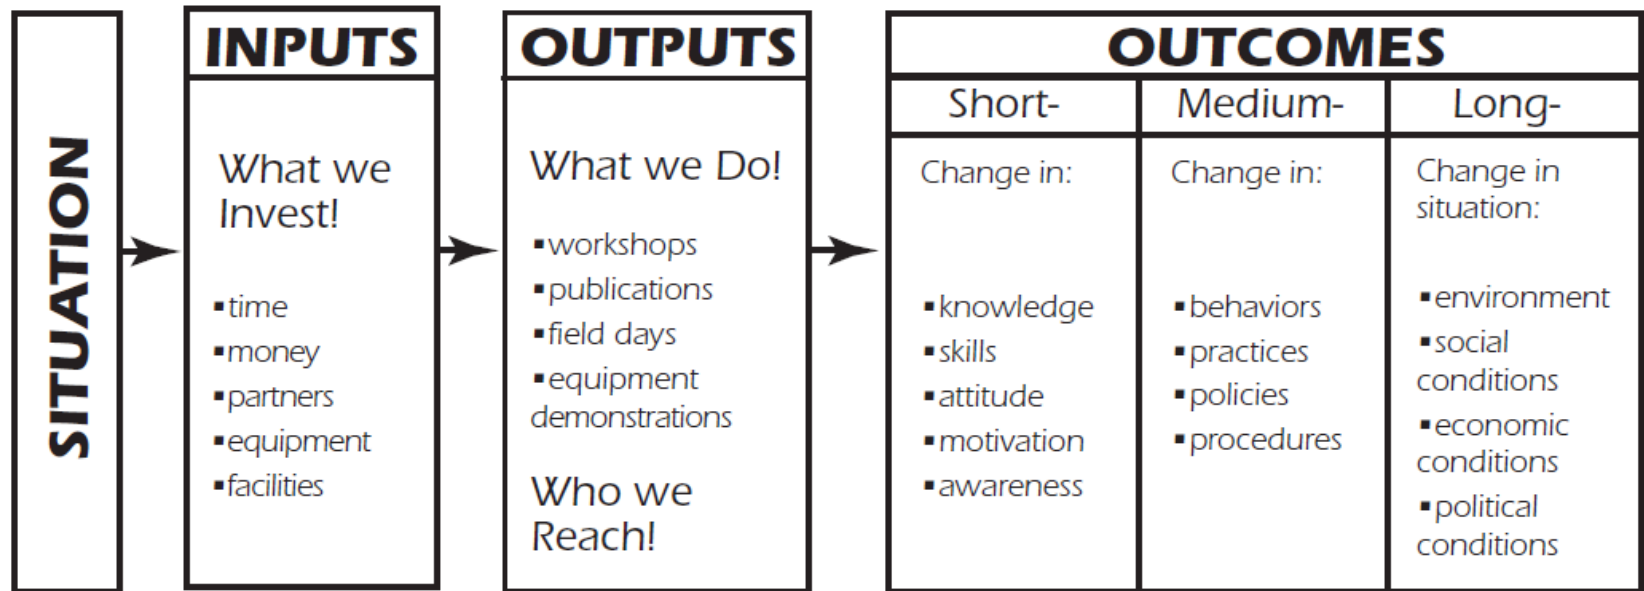 SITUATION
INPUTS
What we
Invest!
▪time
▪money
▪partners
▪equipment
▪facilities
OUTPUTS
What we Do!
▪workshops
▪publications
▪field days
▪equipment
demonstrations
Who we
Reach!
OUTCOMES
Short-
Change in:
▪knowledge
▪skills
▪attitude
▪motivation
▪awareness
Medium-
Change in:
▪behaviors
▪practices
▪policies
▪procedures
Long-
Change in
situation:
▪environment
▪social
conditions
▪economic
conditions
▪political
conditions